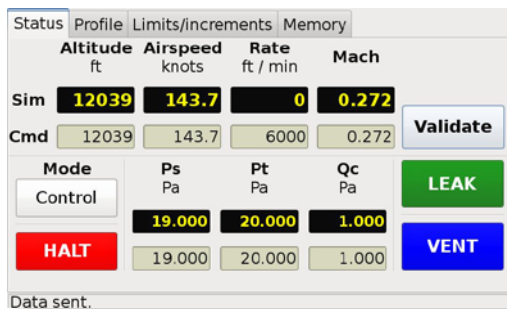 Status Profile Limits/increments Memory
Altitude Airspeed Rate Mach
ft knots ft / min
Sim 12039 143.7 0 0.272
Cmd 12039 143.7 6000 0.272 Validate
Mode Ps Pt Qc
Pa Pa Pa
Control LEAK
19.000 20.000 1.000
HALT VENT
19.000 20.000 1.000
Data sent.